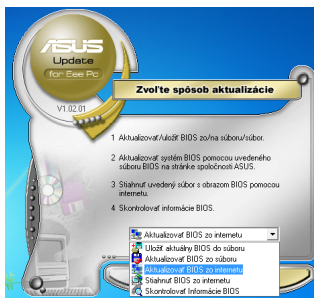 ASUS
Update
for Eee Pc
V1.02.01
Zvoľte spôsob aktualizácie
1 Aktualizovať/uložiť BIOS zo/na súboru/súbor.
2 Aktualizovať systém BIOS pomocou uvedeného
súboru BIOS na stránke spoločnosti ASUS.
3 Stiahnuť uvedený súbor s obrazom BIOS pomocou
internetu.
4 Skontrolovať informácie BIOS.
Aktualizovať BIOS zo internetu
Uložiť aktuálny BIOS do súboru
Aktualizovať BIOS zo súboru
Aktualizovať BIOS zo internetu
Stiahnuť BIOS zo internetu
Skontrolovať Informácie BIOS